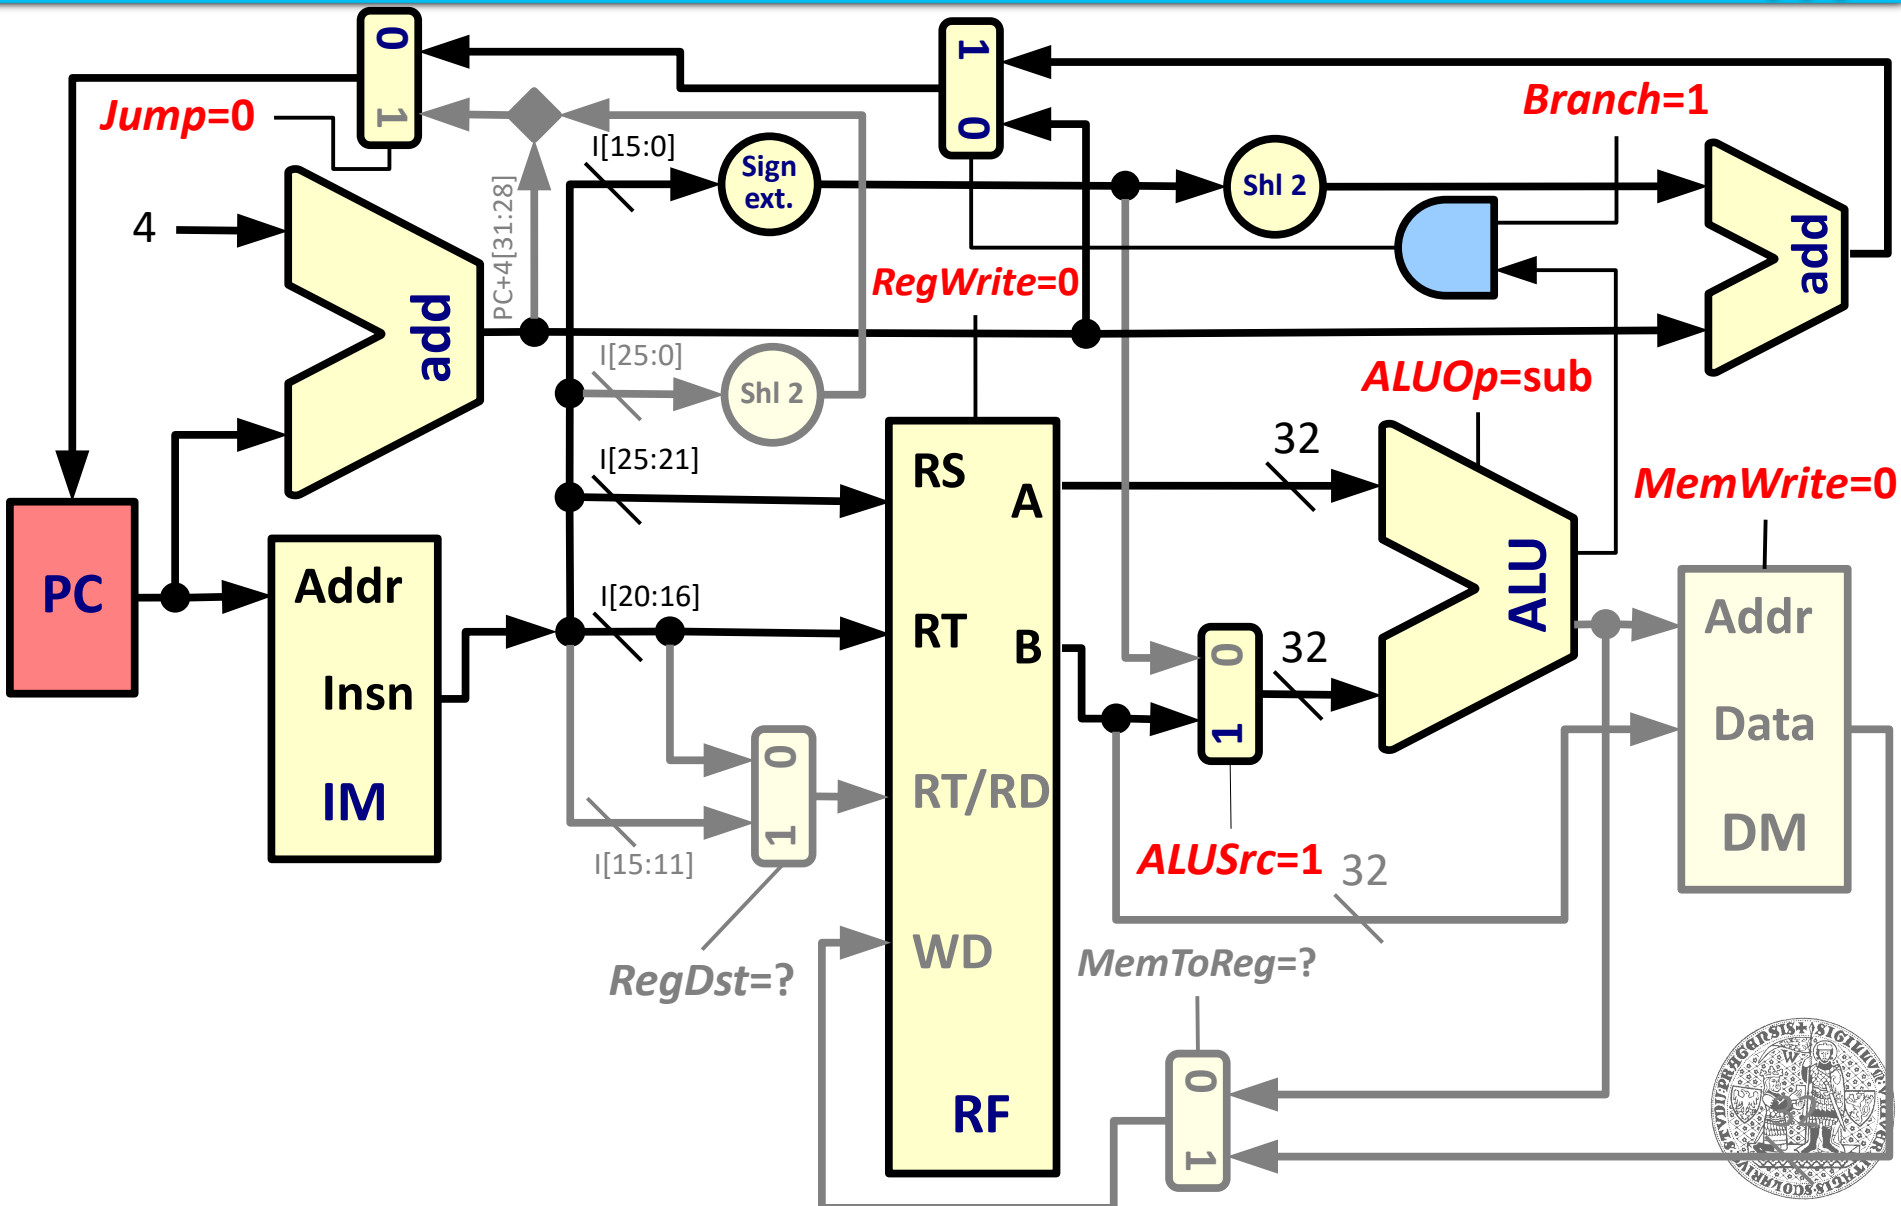 0
1
1
0
Jump=0
Branch=1
I[15:0]
Sign
ext.
Shl 2
4
PC+4[31:28]
add
add
RegWrite=0
I[25:0]
Shl 2
ALUOp=sub
I[25:21]
32
RS
A
MemWrite=0
PC
Addr
Insn
IM
I[20:16]
RT
B
0
1
32
ALU
Addr
Data
DM
0
1
RT/RD
I[15:11]
ALUSrc=1
32
WD
RegDst=?
MemToReg=?
0
1
RF